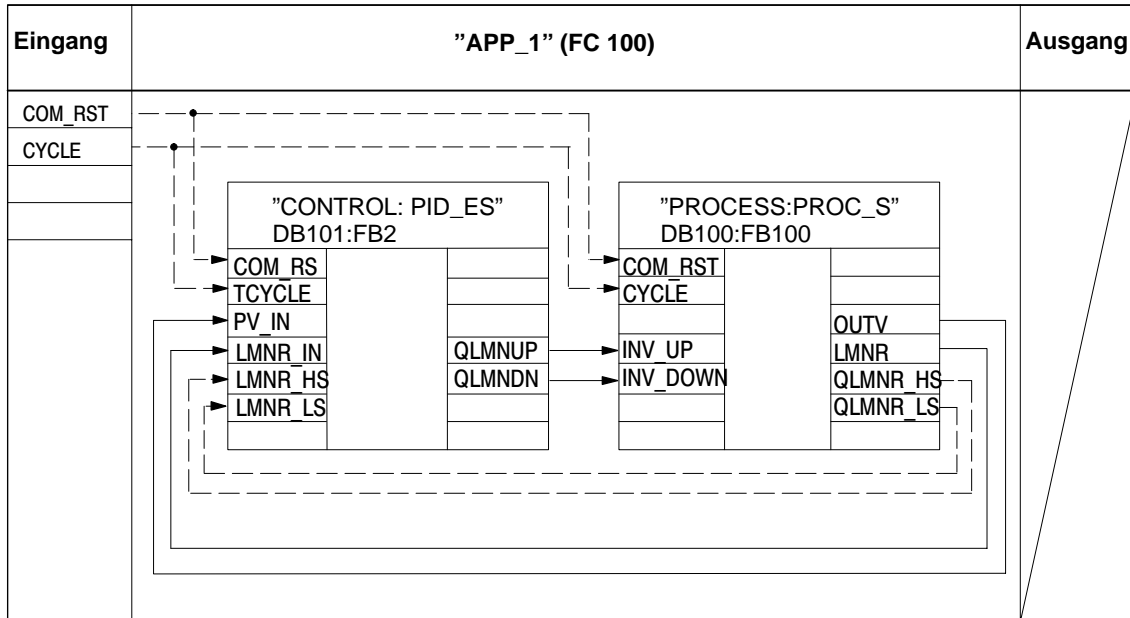 Eingang
”APP_1” (FC 100)
Ausgang
COM_RST
CYCLE
”CONTROL: PID_ES”
DB101:FB2
COM_RS
TCYCLE
PV_IN
LMNR_IN
LMNR_HS
LMNR_LS
QLMNUP
QLMNDN
”PROCESS:PROC_S”
DB100:FB100
COM_RST
CYCLE
INV_UP
INV_DOWN
OUTV
LMNR
QLMNR_HS
QLMNR_LS